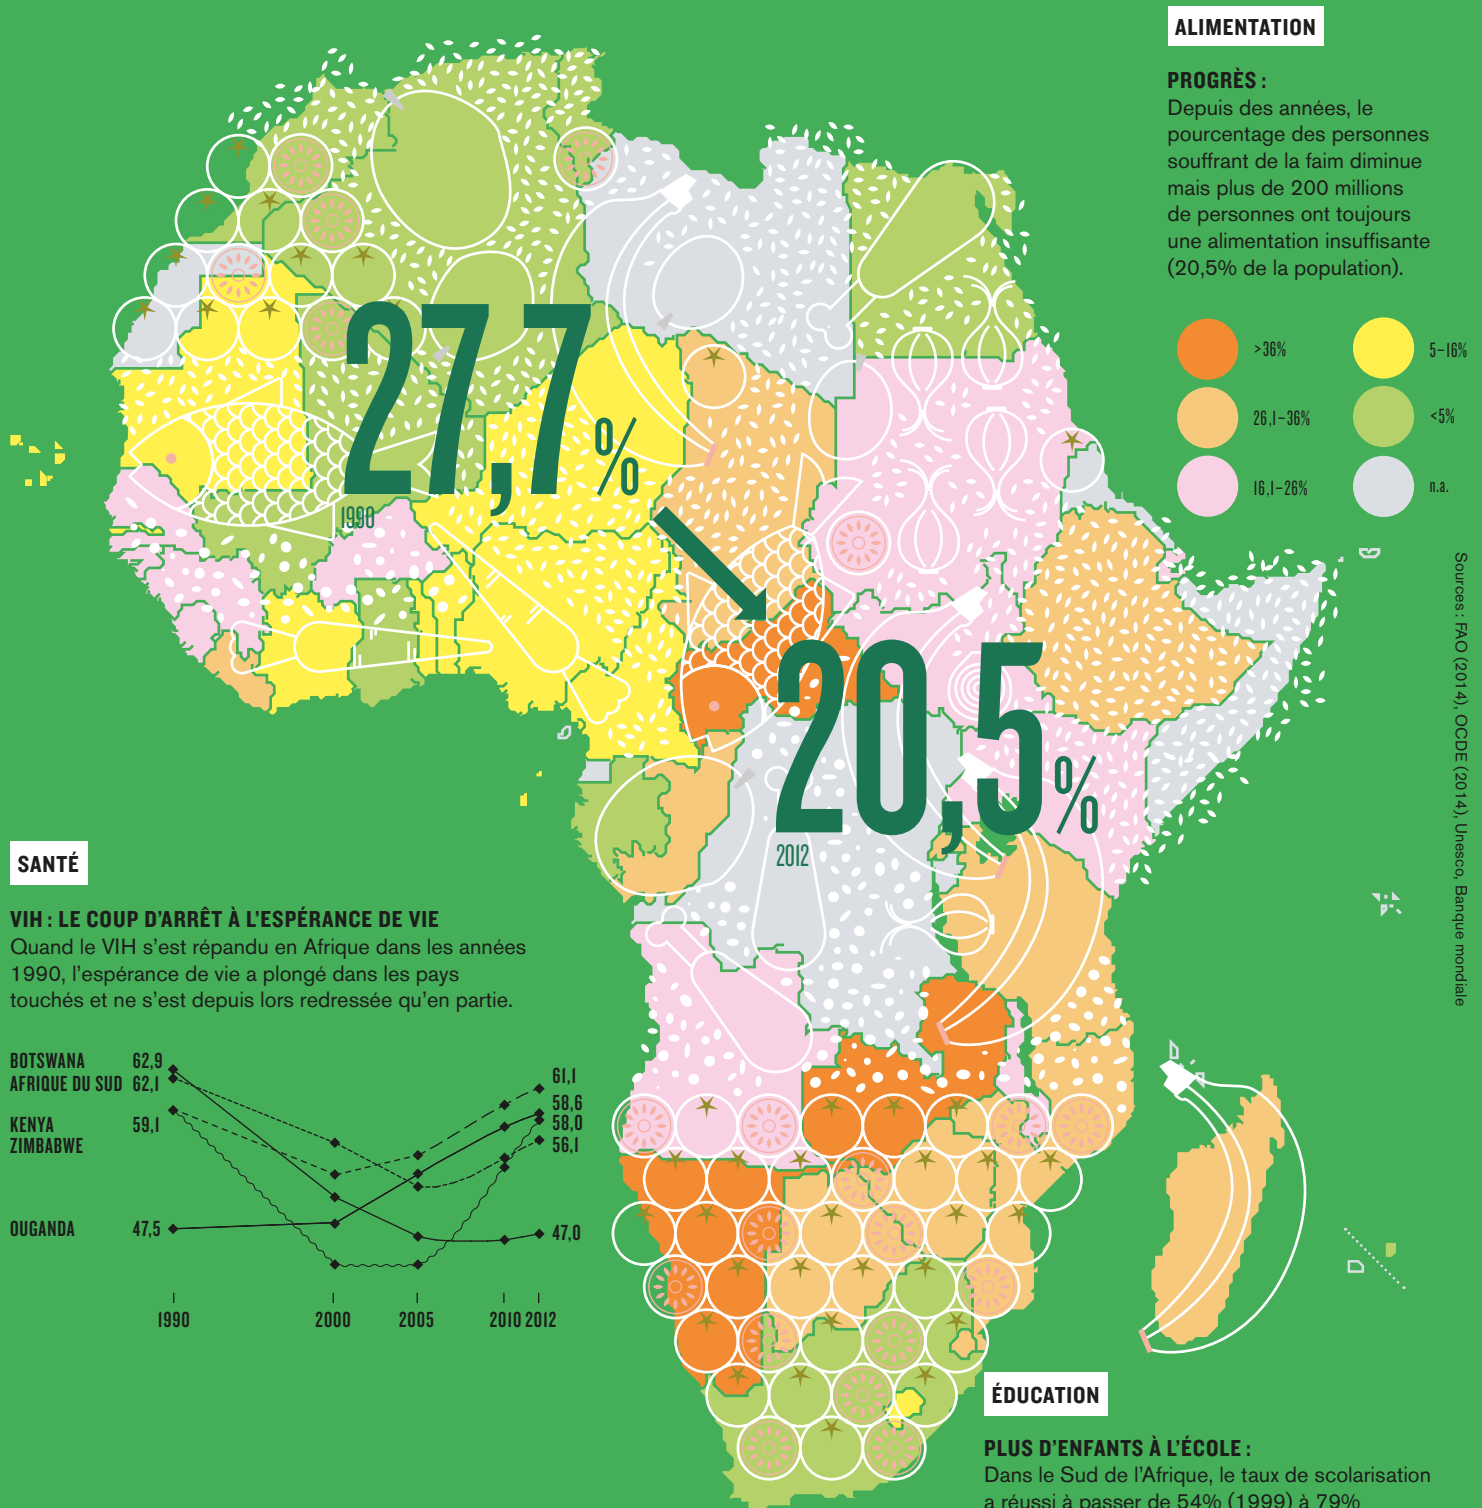 ALIMENTATION
PROGRÈS :
Depuis des années, le
pourcentage des personnes
souffrant de la faim diminue
mais plus de 200 millions
de personnes ont toujours
une alimentation insuffisante
(20,5% de la population).
>36%
5–16%
26,1–36%
<5%
16,1–26%
n.a.
27,7%
1990
20,5%
2012
Sources : FAO (2014), OCDE (2014), Unesco, Banque mondiale
SANTÉ
VIH : LE COUP D’ARRÊT À L’ESPÉRANCE DE VIE
Quand le VIH s’est répandu en Afrique dans les années
1990, l’espérance de vie a plongé dans les pays
touchés et ne s’est depuis lors redressée qu’en partie.
BOTSWANA 62,9
AFRIQUE DU SUD 62,1
KENYA 59,1
ZIMBABWE
OUGANDA 47,5
61,1
58,6
58,0
56,1
47,0
1990 2000 2005 2010 2012
ÉDUCATION
PLUS D’ENFANTS À L’ÉCOLE :
Dans le Sud de l’Afrique, le taux de scolarisation
a réussi à passer de 54% (1999) à 79%